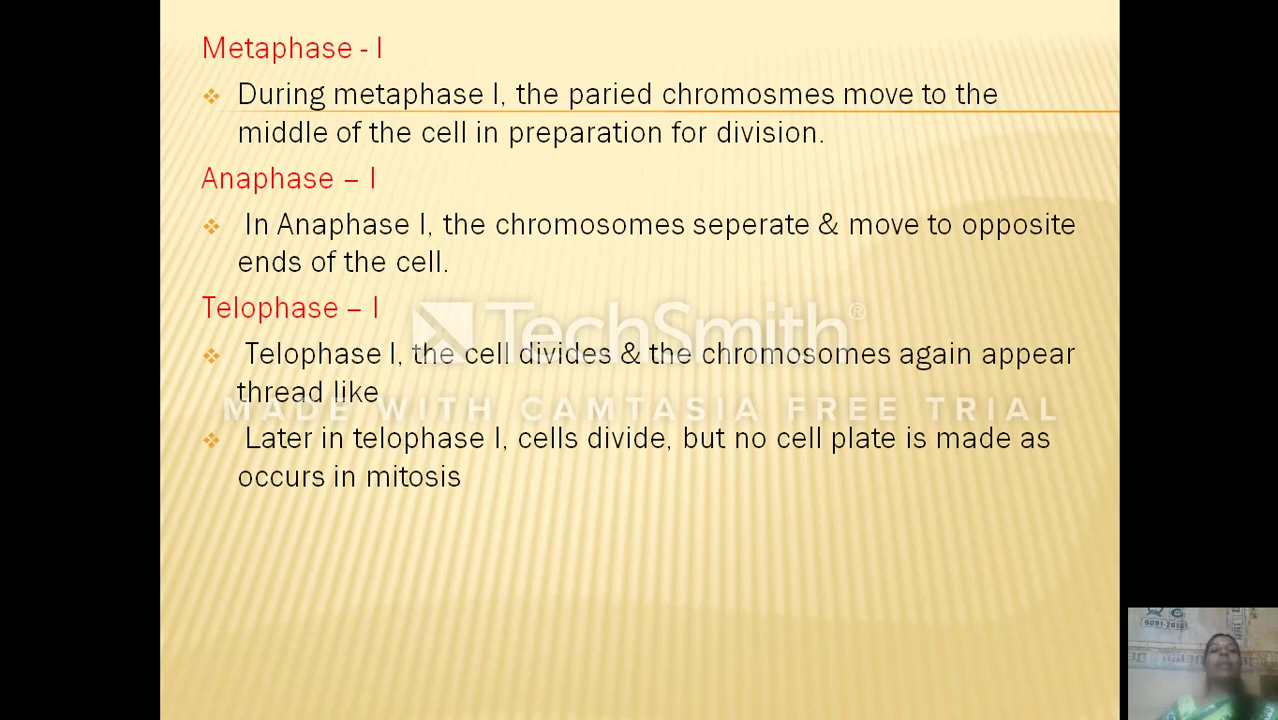 Metaphase - I
During metaphase I, the paried chromosmes move to the
middle of the cell in preparation for division.
Anaphase – I
In Anaphase I, the chromosomes seperate & move to opposite
ends of the cell.
Telophase – I
TechSmith®
Telophase I, the cell divides & the chromosomes again appear
thread like
MADE WITH CAMTASIA FREE TRIAL
Later in telophase I, cells divide, but no cell plate is made as
occurs in mitosis